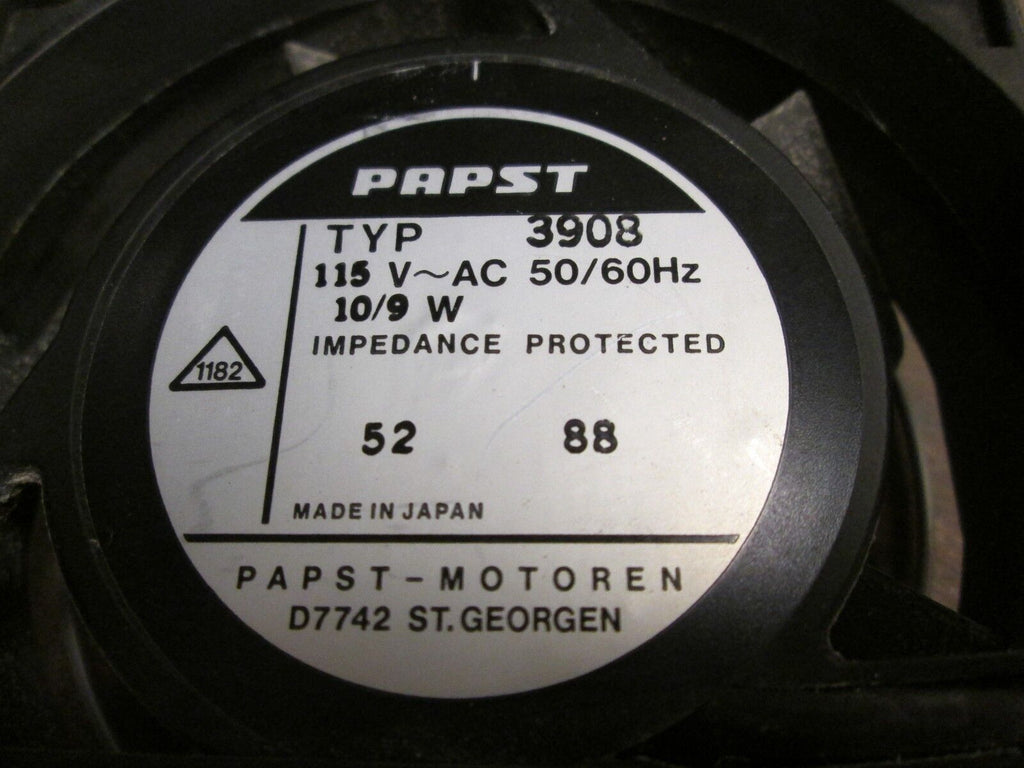 PAPST
TYP 3908
115 V~AC 50/60Hz
10/9 W
IMPEDANCE PROTECTED
1182
52 88
MADE IN JAPAN
PAPST-MOTOREN
D7742 ST.GEORGEN